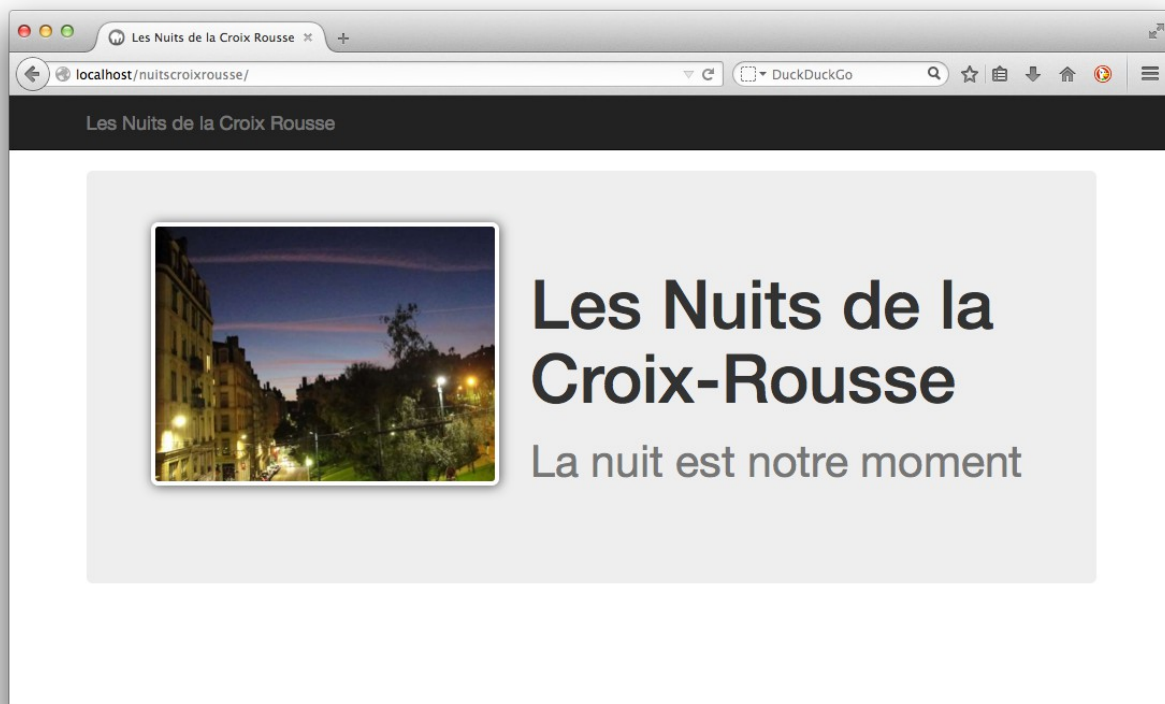 Les Nuits de la Croix Rousse
localhost/nuitscroixrousse/
DuckDuckGo
Les Nuits de la Croix Rousse
Les Nuits de la
Croix-Rousse
La nuit est notre moment